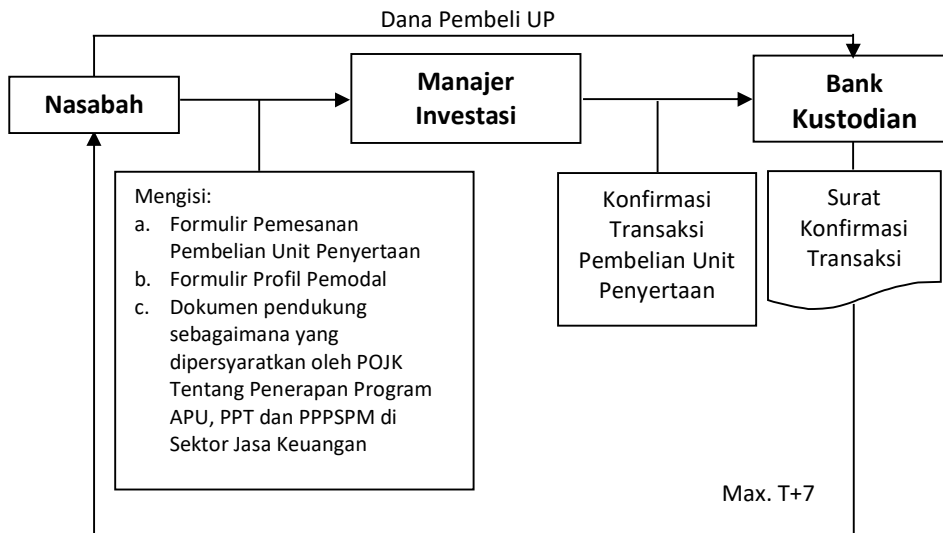 Dana Pembeli UP
Nasabah
Manajer
Investasi
Bank
Kustodian
Mengisi:
a. Formulir Pemesanan
Pembelian Unit Penyertaan
b. Formulir Profil Pemodal
c. Dokumen pendukung
sebagaimana yang
dipersyaratkan oleh POJK
Tentang Penerapan Program
APU, PPT dan PPPSPM di
Sektor Jasa Keuangan
Konfirmasi
Transaksi
Pembelian Unit
Penyertaan
Surat
Konfirmasi
Transaksi
Max. T+7